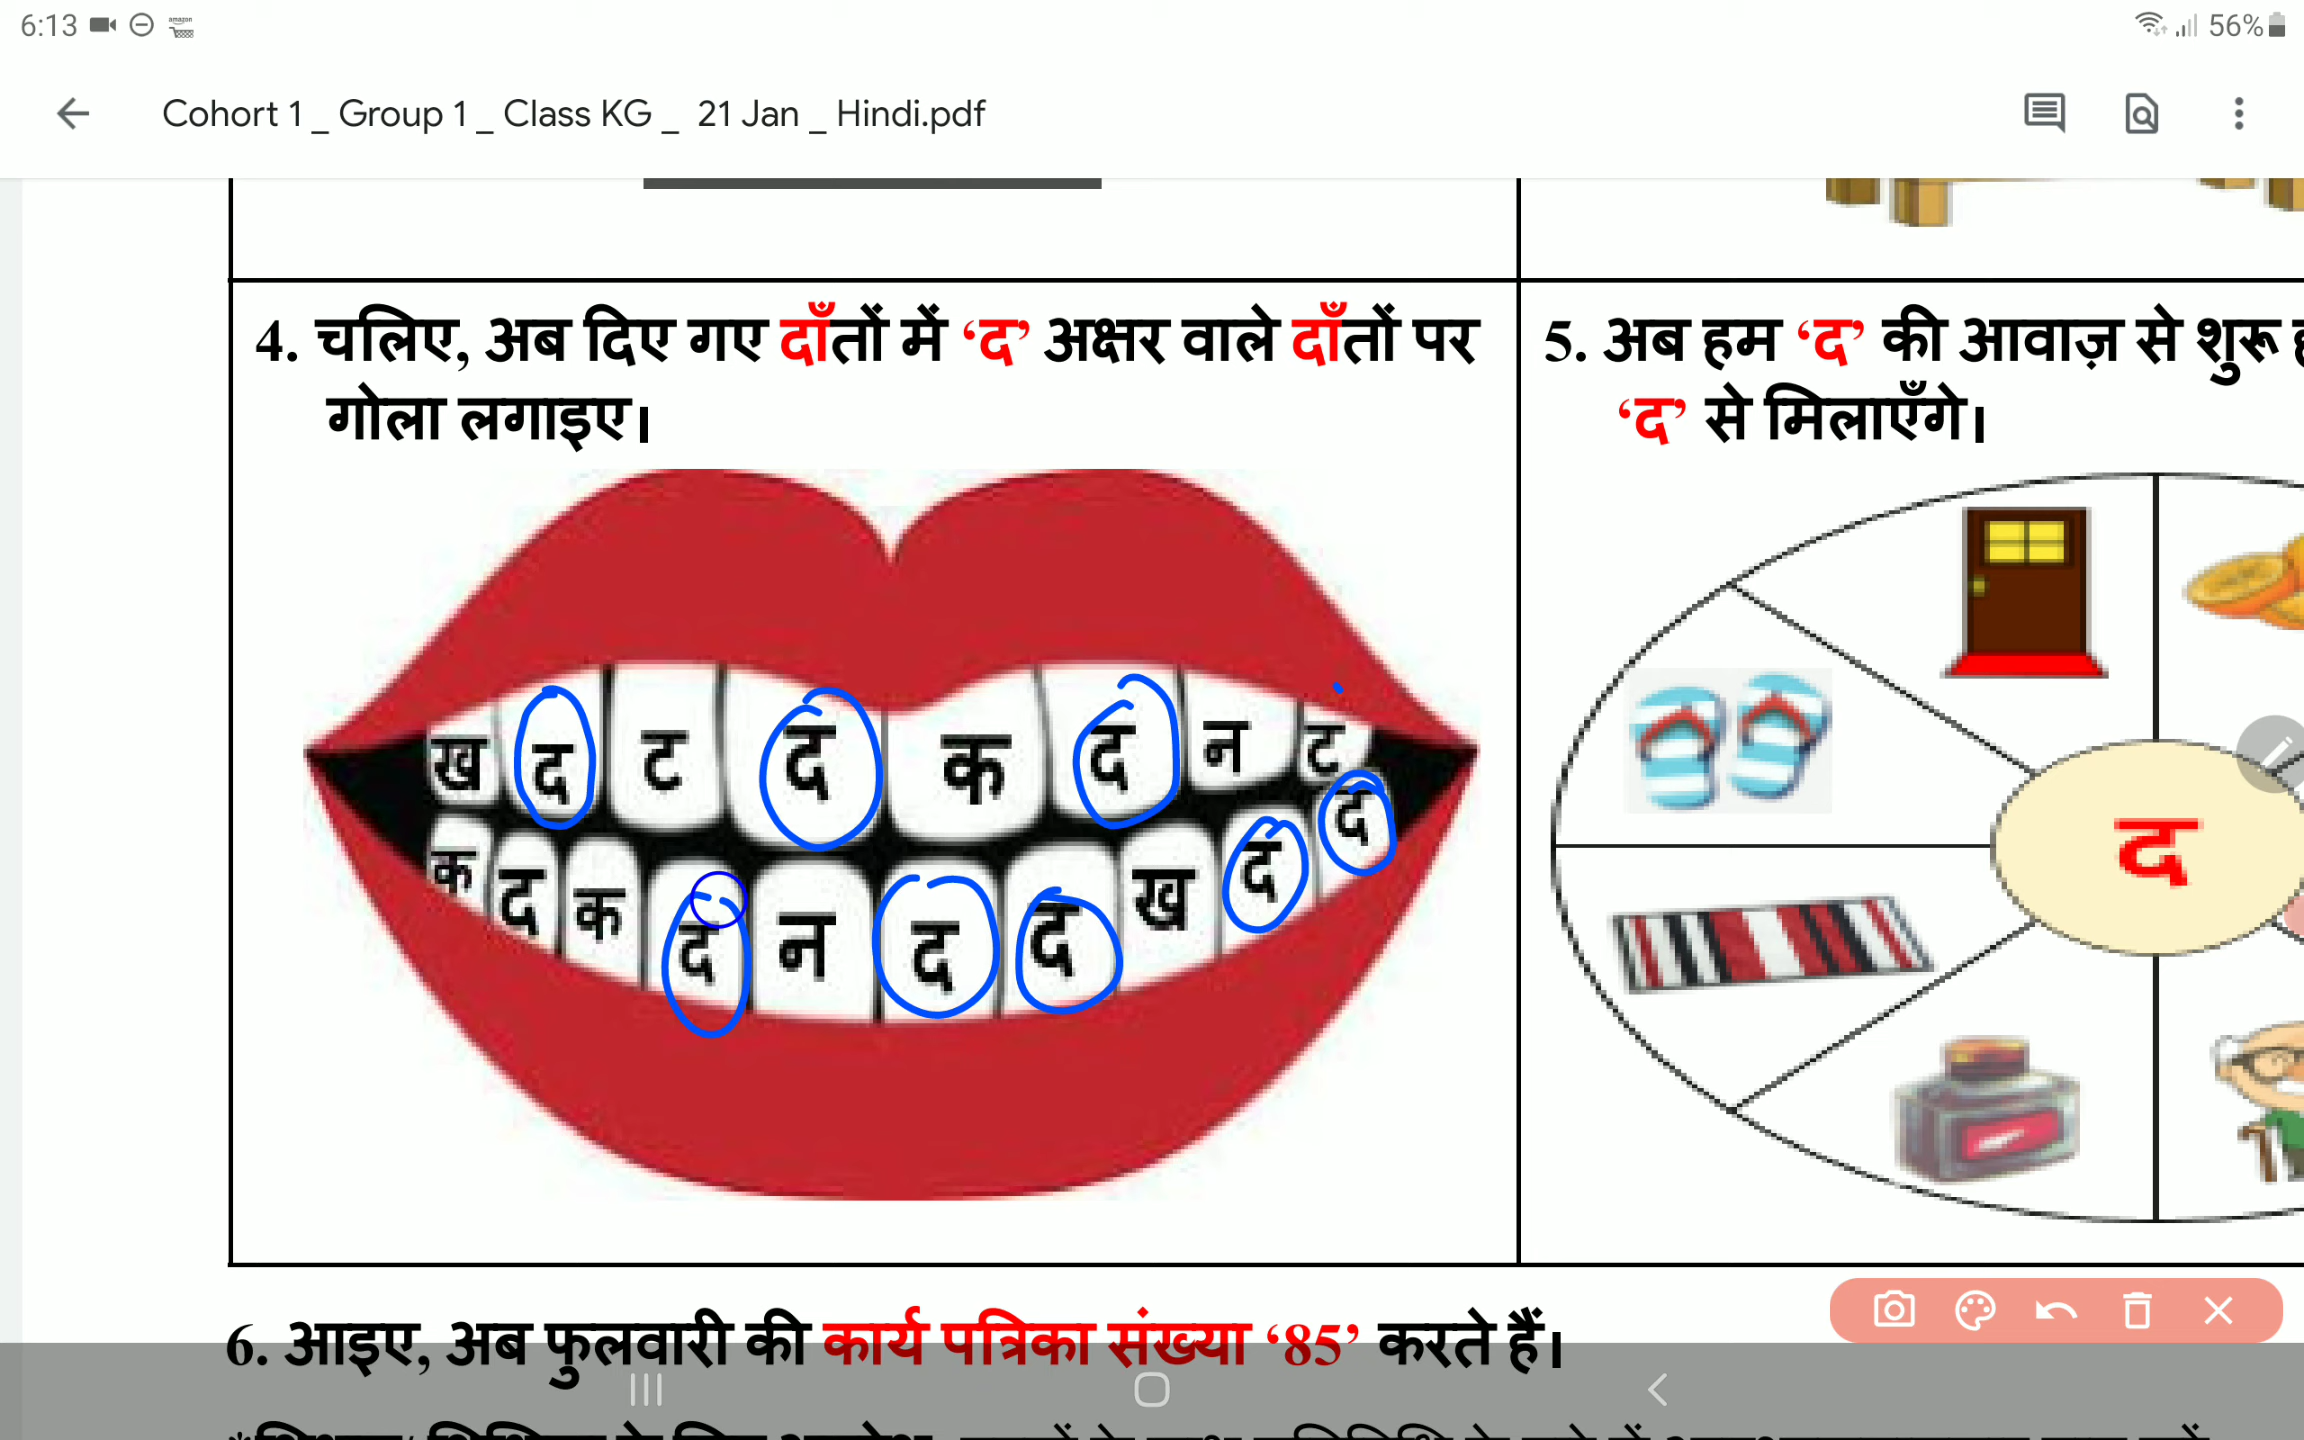 6:13
56%
Cohort 1 _ Group 1 _ Class KG _ 21 Jan _ Hindi.pdf
4. चलिए, अब दिए गए दाँतों में ‘द’ अक्षर वाले दाँतों पर
गोला लगाइए।
ख द ट द क द न ट
क द क द न द द ख द द
5. अब हम ‘द’ की आवाज़ से शुरू
‘द’ से मिलाएँगे।
द
6. आइए, अब फुलवारी की कार्य पत्रिका संख्या ‘85’ करते हैं।